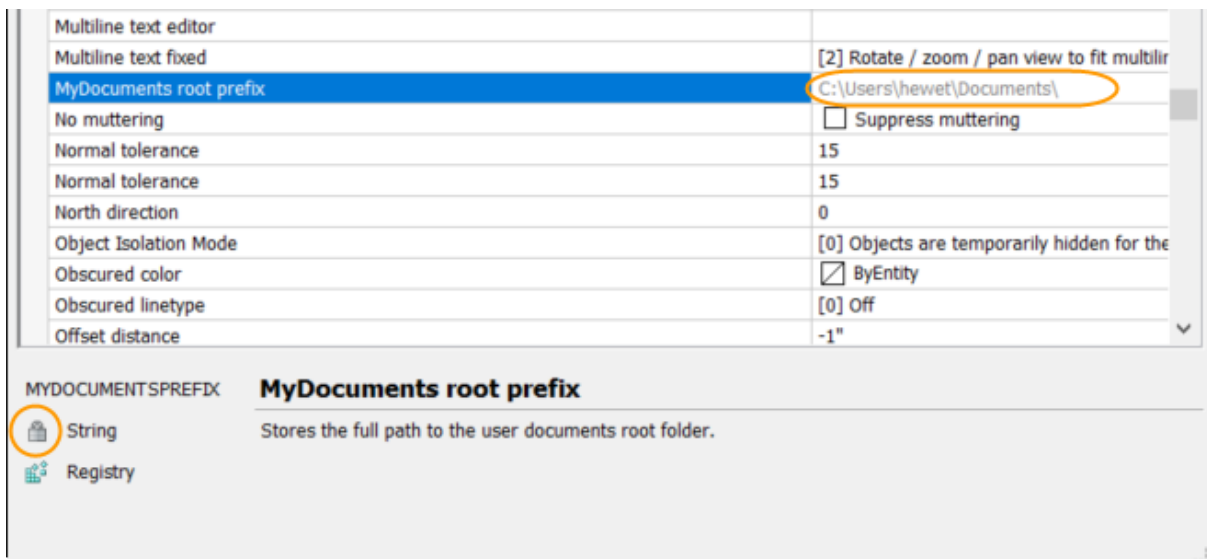 Multiline text editor
Multiline text fixed [2] Rotate / zoom / pan view to fit multilin
MyDocuments root prefix C:\Users\hewet\Documents\
No muttering Suppress muttering
Normal tolerance 15
Normal tolerance 15
North direction 0
Object Isolation Mode [0] Objects are temporarily hidden for the
Obscured color ByEntity
Obscured linetype [0] Off
Offset distance -1"
MYDOCUMENTSPREFIX MyDocuments root prefix
String Stores the full path to the user documents root folder.
Registry